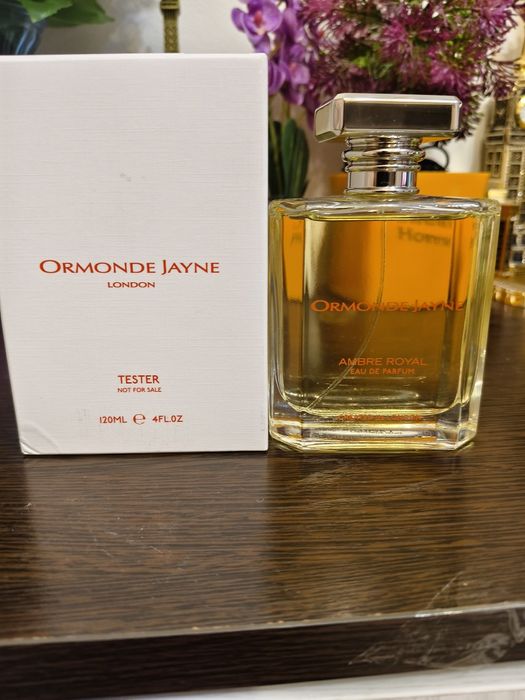 ORMONDE JAYNE
LONDON
TESTER
NOT FOR SALE
120ML e 4FL.OZ
ORMONDE JAYNE
AMBRE ROYAL
EAU DE PARFUM